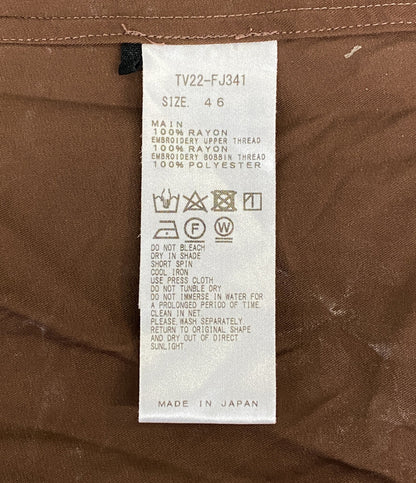 TV22-FJ341
SIZE. 46
MAIN
100% RAYON
EMBROIDERY UPPER THREAD
100% RAYON
EMBROIDERY BOBBIN THREAD
100% POLYESTER
F W
DO NOT BLEACH
DRY IN SHADE
SHORT SPIN
COOL IRON
USE PRESS CLOTH
DO NOT TUMBLE DRY
DO NOT IMMERSE IN WATER FOR
A PROLONGED PERIOD OF TIME.
CLEAN IN NET.
PLEASE,WASH SEPARATELY
RETURN TO ORIGINAL SHAPE
AND DRY OUT OF DIRECT
SUNLIGHT.
MADE IN JAPAN